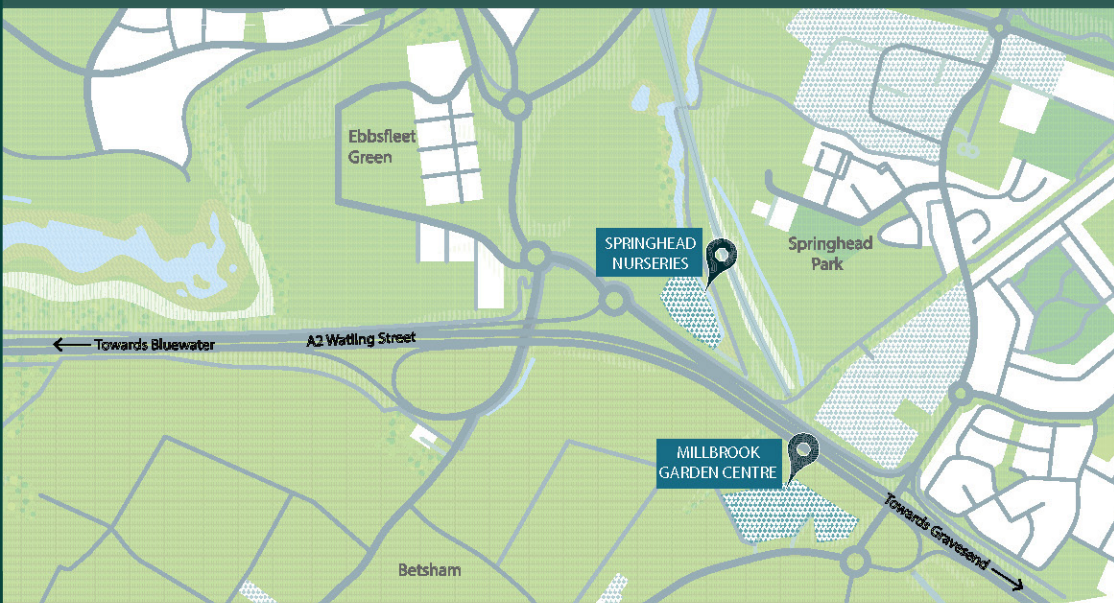 Ebbsfleet
Green
SPRINGHEAD
NURSERIES
Springhead
Park
← Towards Bluewater
A2 Watling Street
MILLBROOK
GARDEN CENTRE
Towards Gravesend →
Betsham